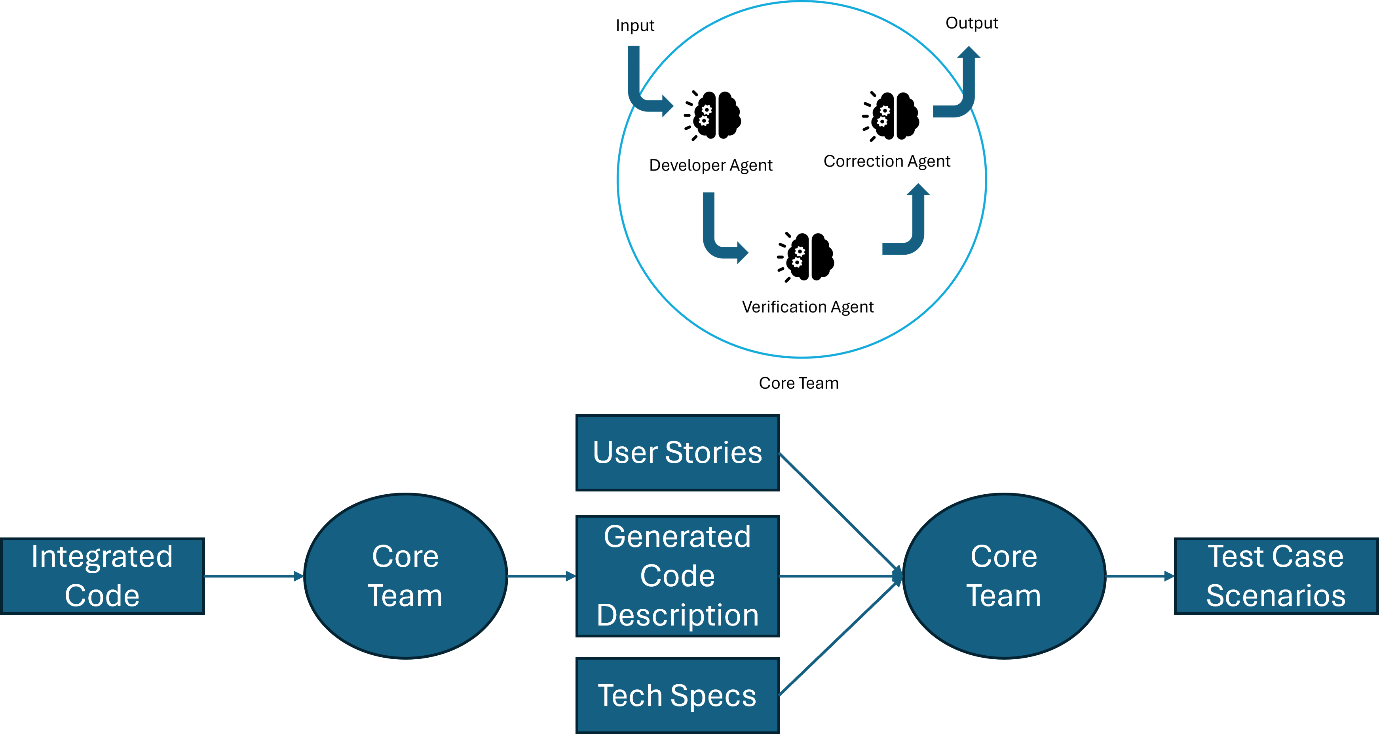 Input
Output
Developer Agent
Correction Agent
Verification Agent
Core Team
User Stories
Integrated
Code
Core
Team
Generated
Code
Description
Core
Team
Test Case
Scenarios
Tech Specs